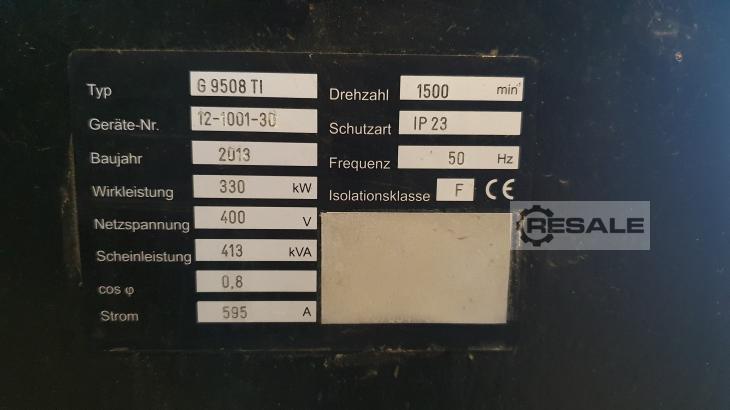 Typ G 9508 TI
Geräte-Nr. 12-1001-30
Baujahr 2013
Wirkleistung 330 kW
Netzspannung 400 V
Scheinleistung 413 kVA
cos φ 0,8
Strom 595 A
Drehzahl 1500 min⁻¹
Schutzart IP 23
Frequenz 50 Hz
Isolationsklasse F CE
RESALE